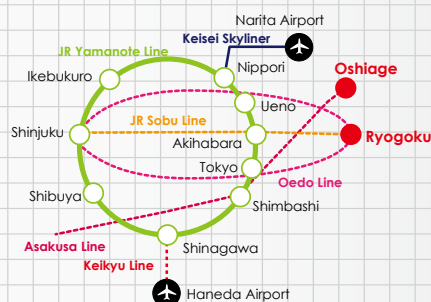 Narita Airport
Keisei Skyliner
JR Yamanote Line
Nippori
Oshiage
Ikebukuro
Ueno
JR Sobu Line
Shinjuku
Akihabara
Ryogoku
Tokyo
Oedo Line
Shibuya
Shimbashi
Asakusa Line
Shinagawa
Keikyu Line
Haneda Airport